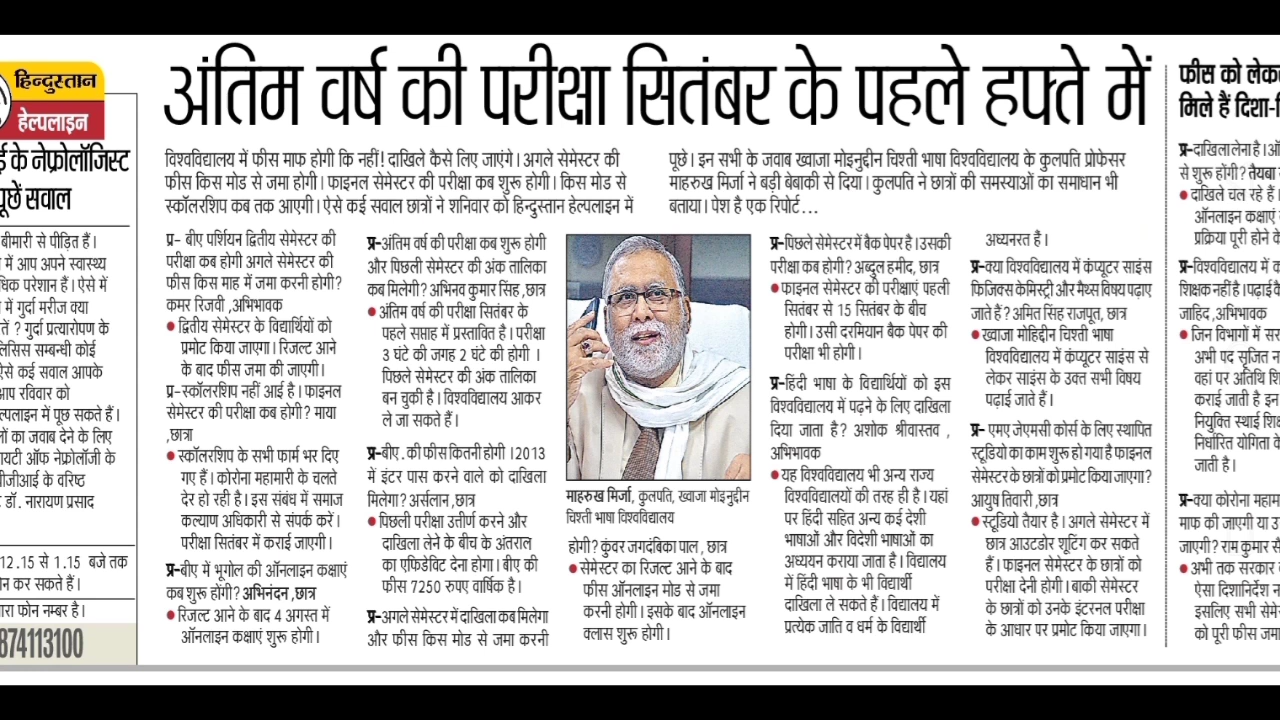 हिन्दुस्तान
हेल्पलाइन
ई के नेफ्रोलॉजिस्ट
पूछें सवाल
बीमारी से पीड़ित हैं।
में आप अपने स्वास्थ्य
धिक परेशान हैं। ऐसे में
में गुर्दा मरीज क्या
तें ? गुर्दा प्रत्यारोपण के
लिसिस सम्बन्धी कोई
ऐसे कई सवाल आपके
आप रविवार को
ल्पलाइन में पूछ सकते हैं।
लों का जवाब देने के लिए
ायटी ऑफ नेफ्रोलॉजी के
ीजीआई के वरिष्ट
डॉ. नारायण प्रसाद
12.15 से 1.15 बजे तक
ोन कर सकते हैं।
ारा फोन नम्बर है।
874113100
अंतिम वर्ष की परीक्षा सितंबर के पहले हफ्ते में
विश्वविद्यालय में फीस माफ होगी कि नहीं! दाखिले कैसे लिए जाएंगे। अगले सेमेस्टर की
फीस किस मोड से जमा होगी। फाइनल सेमेस्टर की परीक्षा कब शुरू होगी। किस मोड से
स्कॉलरशिप कब तक आएगी। ऐसे कई सवाल छात्रों ने शनिवार को हिन्दुस्तान हेल्पलाइन में
पूछे। इन सभी के जवाब ख्वाजा मोइनुद्दीन चिश्ती भाषा विश्वविद्यालय के कुलपति प्रोफेसर
माहरुख मिर्जा ने बड़ी बेबाकी से दिया। कुलपति ने छात्रों की समस्याओं का समाधान भी
बताया। पेश है एक रिपोर्ट...
प्र- बीए पर्शियन द्वितीय सेमेस्टर की
परीक्षा कब होगी अगले सेमेस्टर की
फीस किस माह में जमा करनी होगी?
कमर रिजवी ,अभिभावक
● द्वितीय सेमेस्टर के विद्यार्थियों को
प्रमोट किया जाएगा। रिजल्ट आने
के बाद फीस जमा की जाएगी।
प्र-स्कॉलरशिप नहीं आई है। फाइनल
सेमेस्टर की परीक्षा कब होगी? माया
,छात्रा
● स्कॉलरशिप के सभी फार्म भर दिए
गए हैं। कोरोना महामारी के चलते
देर हो रही है। इस संबंध में समाज
कल्याण अधिकारी से संपर्क करें।
परीक्षा सितंबर में कराई जाएगी।
प्र-बीए में भूगोल की ऑनलाइन कक्षाएं
कब शुरू होंगी? अभिनंदन ,छात्र
● रिजल्ट आने के बाद 4 अगस्त में
ऑनलाइन कक्षाएं शुरू होंगी।
प्र-अंतिम वर्ष की परीक्षा कब शुरू होगी
और पिछली सेमेस्टर की अंक तालिका
कब मिलेगी? अभिनव कुमार सिंह ,छात्र
● अंतिम वर्ष की परीक्षा सितंबर के
पहले सप्ताह में प्रस्तावित है। परीक्षा
3 घंटे की जगह 2 घंटे की होगी ।
पिछले सेमेस्टर की अंक तालिका
बन चुकी है। विश्वविद्यालय आकर
ले जा सकते हैं।
प्र-बीए. की फीस कितनी होगी । 2013
में इंटर पास करने वाले को दाखिला
मिलेगा? अर्सलान ,छात्र
● पिछली परीक्षा उत्तीर्ण करने और
दाखिला लेने के बीच के अंतराल
का एफिडेविट देना होगा। बीए की
फीस 7250 रुपए वार्षिक है।
प्र-अगले सेमेस्टर में दाखिला कब मिलेगा
और फीस किस मोड से जमा करनी
माहरुख मिर्जा, कुलपति, ख्वाजा मोइनुद्दीन
चिश्ती भाषा विश्वविद्यालय
होगी? कुंवर जगदंबिका पाल , छात्र
● सेमेस्टर का रिजल्ट आने के बाद
फीस ऑनलाइन मोड से जमा
करनी होगी। इसके बाद ऑनलाइन
क्लास शुरू होगी।
प्र-पिछले सेमेस्टर में बैक पेपर है। उसकी
परीक्षा कब होगी? अब्दुल हमीद, छात्र
● फाइनल सेमेस्टर की परीक्षाएं पहली
सितंबर से 15 सितंबर के बीच
होगी। उसी दरमियान बैक पेपर की
परीक्षा भी होगी।
प्र-हिंदी भाषा के विद्यार्थियों को इस
विश्वविद्यालय में पढ़ने के लिए दाखिला
दिया जाता है? अशोक श्रीवास्तव ,
अभिभावक
● यह विश्वविद्यालय भी अन्य राज्य
विश्वविद्यालयों की तरह ही है। यहां
पर हिंदी सहित अन्य कई देशी
भाषाओं और विदेशी भाषाओं का
अध्ययन कराया जाता है। विद्यालय
में हिंदी भाषा के भी विद्यार्थी
दाखिला ले सकते हैं। विद्यालय में
प्रत्येक जाति व धर्म के विद्यार्थी
अध्यनरत हैं।
प्र-क्या विश्वविद्यालय में कंप्यूटर साइंस
फिजिक्स केमिस्ट्री और मैथ्स विषय पढ़ाए
जाते हैं? अमित सिंह राजपूत, छात्र
● ख्वाजा मोहिद्दीन चिश्ती भाषा
विश्वविद्यालय में कंप्यूटर साइंस से
लेकर साइंस के उक्त सभी विषय
पढ़ाई जाते हैं।
प्र- एमए जेएमसी कोर्स के लिए स्थापित
स्टूडियो का काम शुरू हो गया है फाइनल
सेमेस्टर के छात्रों को प्रमोट किया जाएगा?
आयुष तिवारी ,छात्र
● स्टूडियो तैयार है। अगले सेमेस्टर में
छात्र आउटडोर शूटिंग कर सकते
हैं। फाइनल सेमेस्टर के छात्रों को
परीक्षा देनी होगी। बाकी सेमेस्टर
के छात्रों को उनके इंटरनल परीक्षा
के आधार पर प्रमोट किया जाएगा।
फीस को लेक
मिले हैं दिशा-
प्र-दाखिला लेना है। ऑ
से शुरू होंगी? तैयबा
● दाखिले चल रहे हैं।
ऑनलाइन कक्षाएं
प्रक्रिया पूरी होने के
प्र-विश्वविद्यालय में क
शिक्षक नहीं है। पढ़ाई कै
जाहिद ,अभिभावक
● जिन विभागों में सर
अभी पद सृजित न
वहां पर अतिथि शि
कराई जाती है इन
नियुक्ति स्थाई शिक्ष
निर्धारित योगिता के
जाती है।
प्र-क्या कोरोना महाम
माफ की जाएगी या उ
जाएगी? राम कुमार सै
● अभी तक सरकार
ऐसा दिशानिर्देश न
इसलिए सभी सेमे
को पूरी फीस जमा